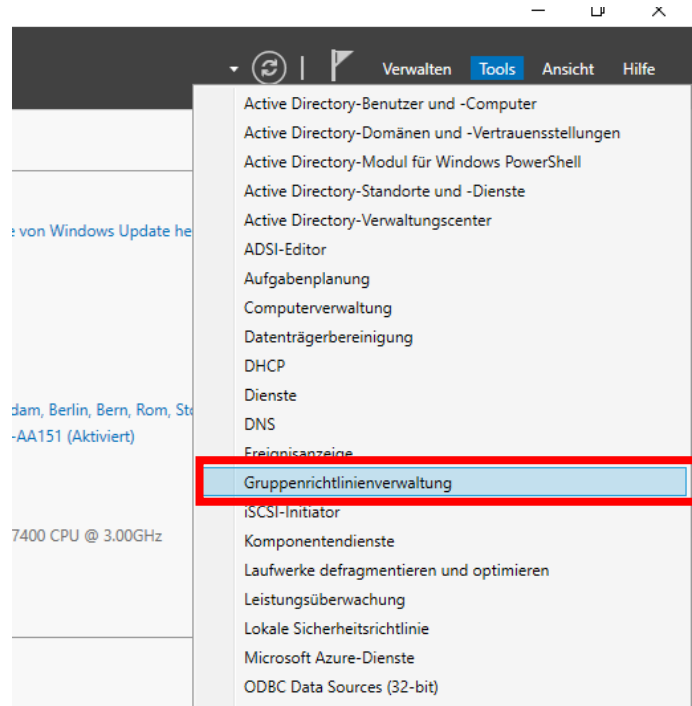 Verwalten Tools Ansicht Hilfe
Active Directory-Benutzer und -Computer
Active Directory-Domänen und -Vertrauensstellungen
Active Directory-Modul für Windows PowerShell
Active Directory-Standorte und -Dienste
Active Directory-Verwaltungscenter
von Windows Update he
ADSI-Editor
Aufgabenplanung
Computerverwaltung
Datenträgerbereinigung
DHCP
Dienste
dam, Berlin, Bern, Rom, Sto
DNS
-AA151 (Aktiviert)
Ereignisanzeige
Gruppenrichtlinienverwaltung
iSCSI-Initiator
7400 CPU @ 3.00GHz
Komponentendienste
Laufwerke defragmentieren und optimieren
Leistungsüberwachung
Lokale Sicherheitsrichtlinie
Microsoft Azure-Dienste
ODBC Data Sources (32-bit)